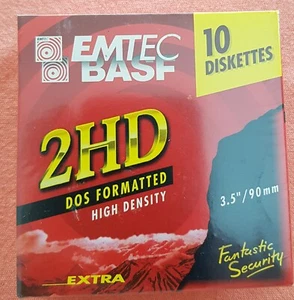 EMTEC
BASF
10
DISKETTES
2HD
DOS FORMATTED
HIGH DENSITY
3.5"/90mm
Fantastic
Security
EXTRA